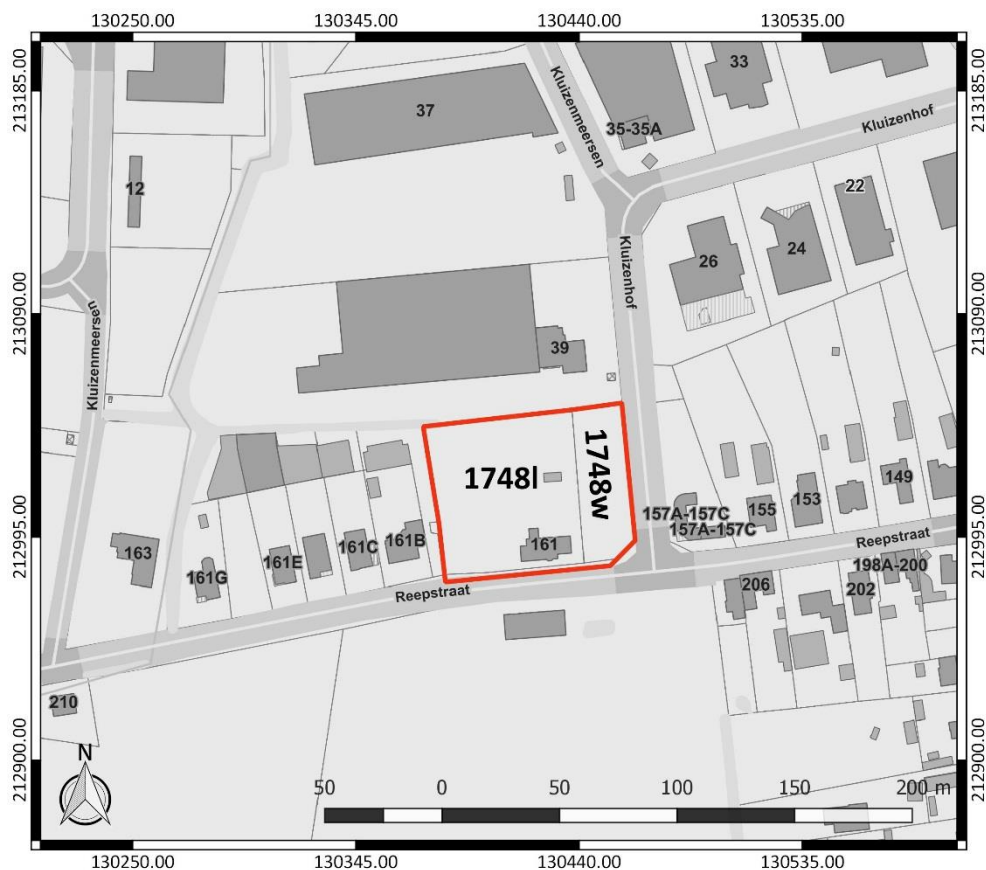 130250.00 130345.00 130440.00 130535.00
213185.00
213185.00
213090.00
213090.00
212995.00
212995.00
212900.00
212900.00
33
37
Kluizenmeersen
35-35A
Kluizenhof
12
22
24
26
Kluizenhof
Kluizenmeersen
39
1748l
1748w
149
153
155
157A-157C
157A-157C
Reepstraat
161
161B
161C
161E
161G
163
198A-200
202
206
Reepstraat
210
N
50 0 50 100 150 200 m
130250.00 130345.00 130440.00 130535.00